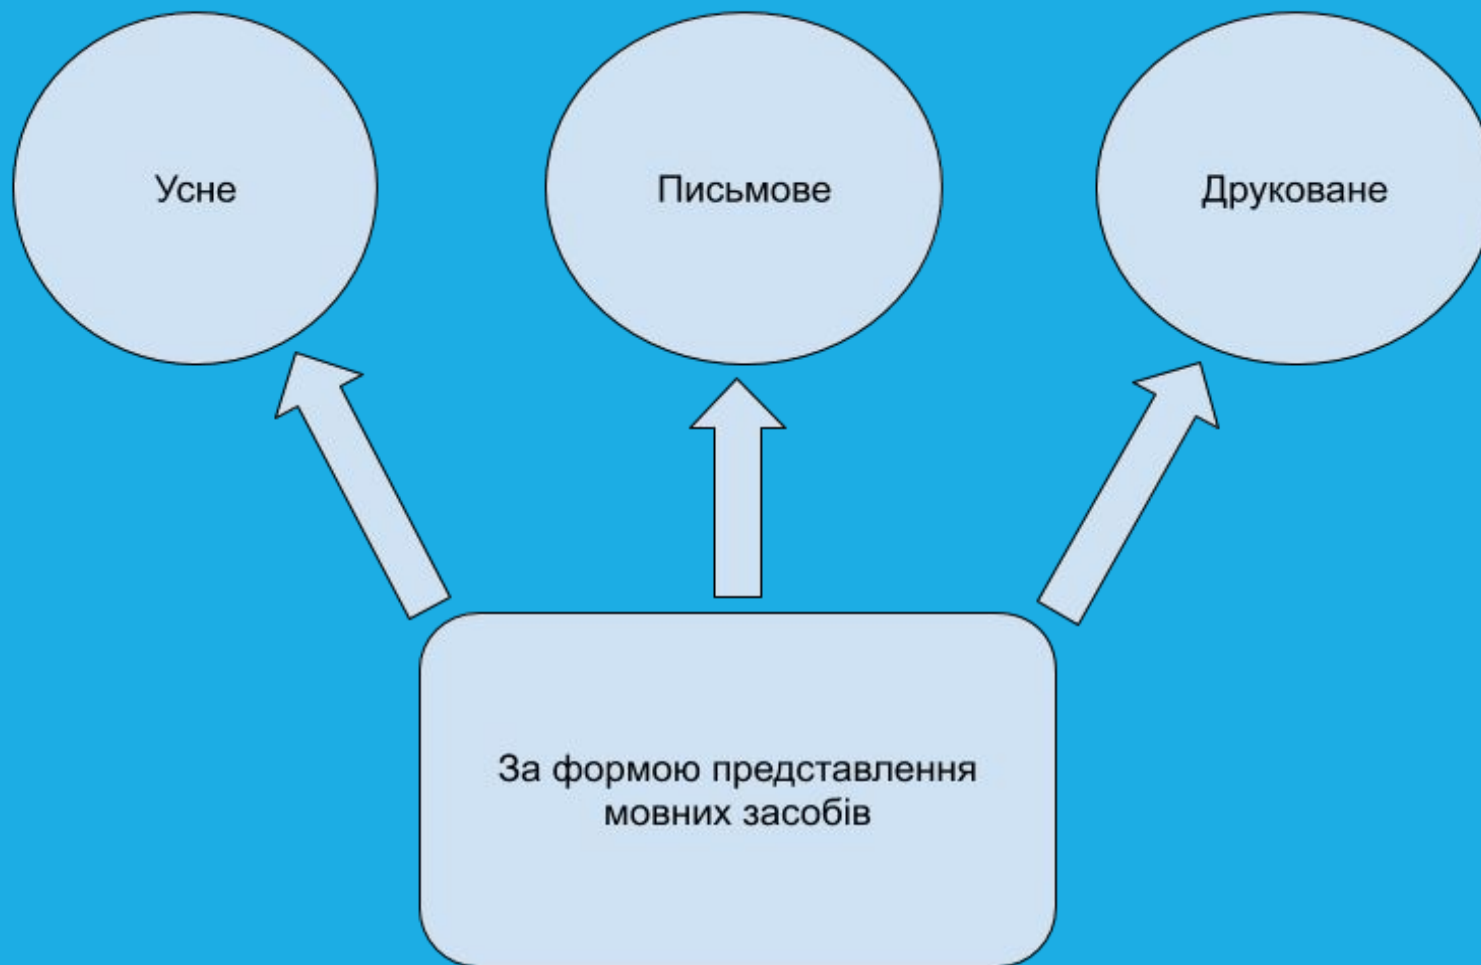 Усне
Письмове
Друковане
За формою представлення
мовних засобів